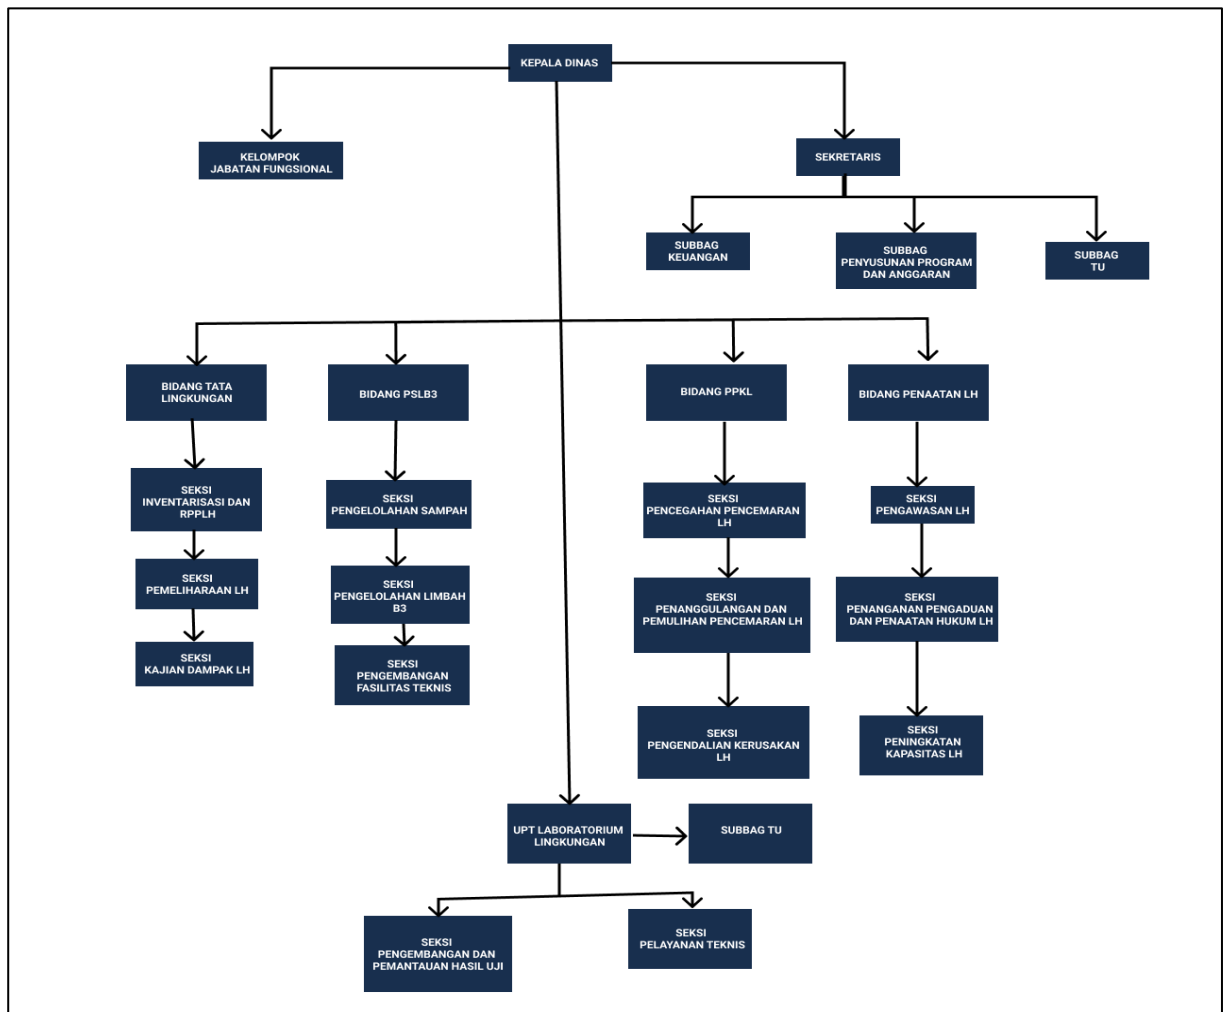 KEPALA DINAS
KELOMPOK
JABATAN FUNGSIONAL
SEKRETARIS
SUBBAG
KEUANGAN
SUBBAG
PENYUSUNAN PROGRAM
DAN ANGGARAN
SUBBAG
TU
BIDANG TATA
LINGKUNGAN
BIDANG PSLB3
BIDANG PPKL
BIDANG PENAATAN LH
SEKSI
INVENTARISASI DAN
RPPLH
SEKSI
PENGELOLAHAN SAMPAH
SEKSI
PENCEGAHAN PENCEMARAN
LH
SEKSI
PENGAWASAN LH
SEKSI
PEMELIHARAAN LH
SEKSI
PENGELOLAHAN LIMBAH
B3
SEKSI
PENANGGULANGAN DAN
PEMULIHAN PENCEMARAN LH
SEKSI
PENANGANAN PENGADUAN
DAN PENAATAN HUKUM LH
SEKSI
KAJIAN DAMPAK LH
SEKSI
PENGEMBANGAN
FASILITAS TEKNIS
SEKSI
PENGENDALIAN KERUSAKAN
LH
SEKSI
PENINGKATAN
KAPASITAS LH
UPT LABORATORIUM
LINGKUNGAN
SUBBAG TU
SEKSI
PENGEMBANGAN DAN
PEMANTAUAN HASIL UJI
SEKSI
PELAYANAN TEKNIS